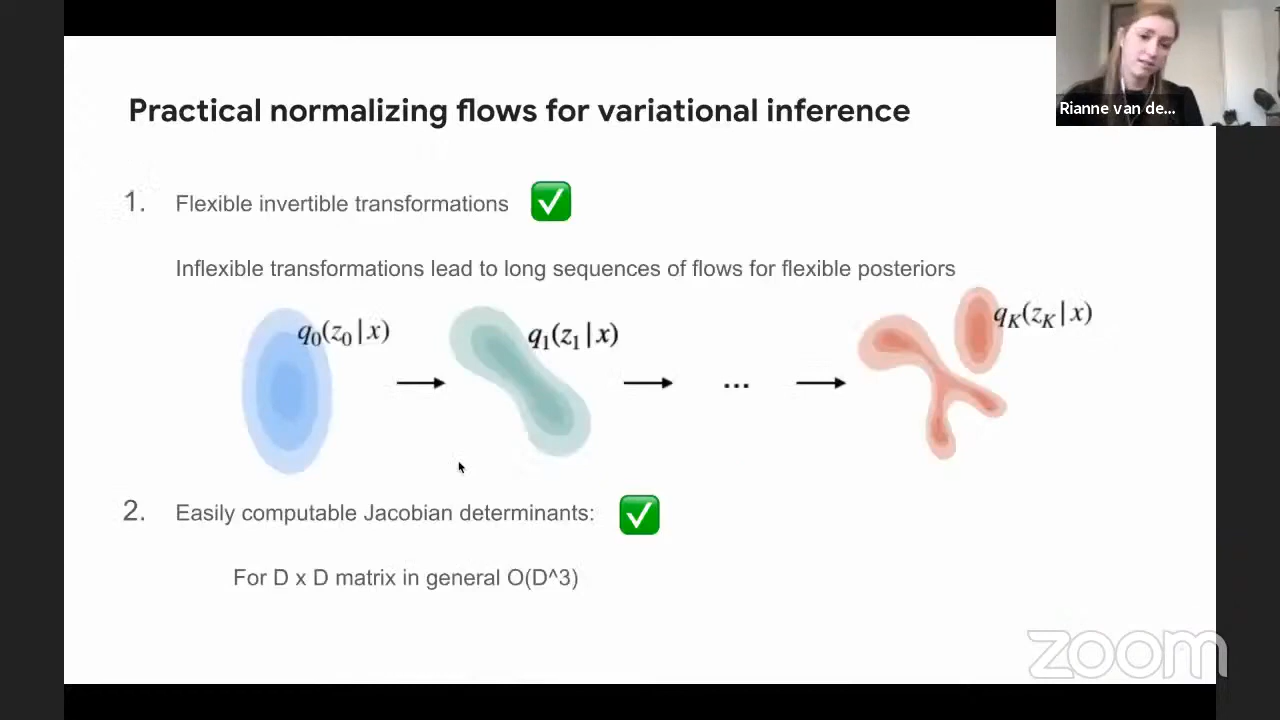 Practical normalizing flows for variational inference
Rianne van de...
1. Flexible invertible transformations
Inflexible transformations lead to long sequences of flows for flexible posteriors
q₀(z₀|x)
q₁(z₁|x)
...
q_K(z_K|x)
2. Easily computable Jacobian determinants:
For D x D matrix in general O(D^3)
zoom